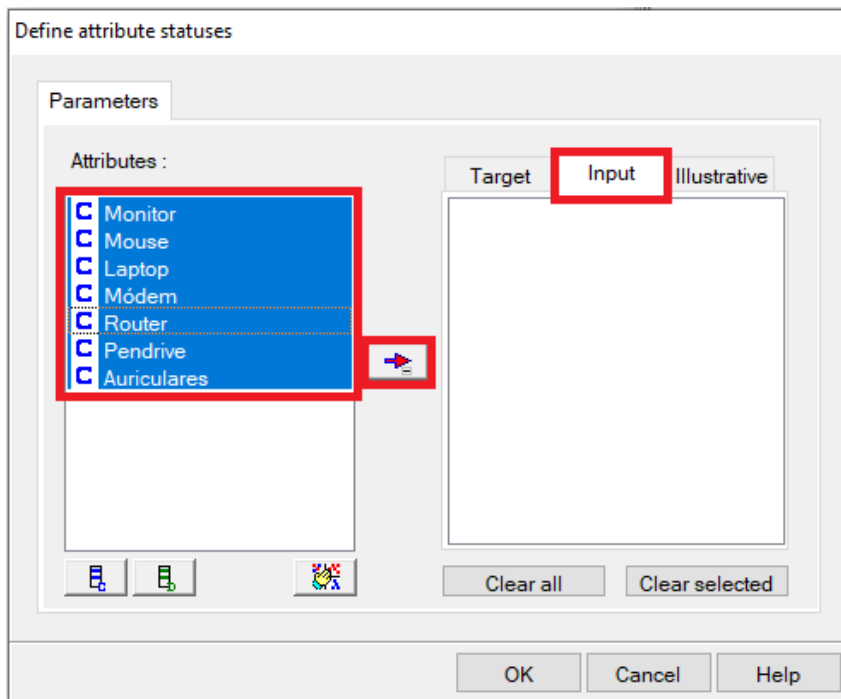 Define attribute statuses
Parameters
Attributes :
C Monitor
C Mouse
C Laptop
C Módem
C Router
C Pendrive
C Auriculares
Target Input Illustrative
C D
Clear all Clear selected
OK Cancel Help